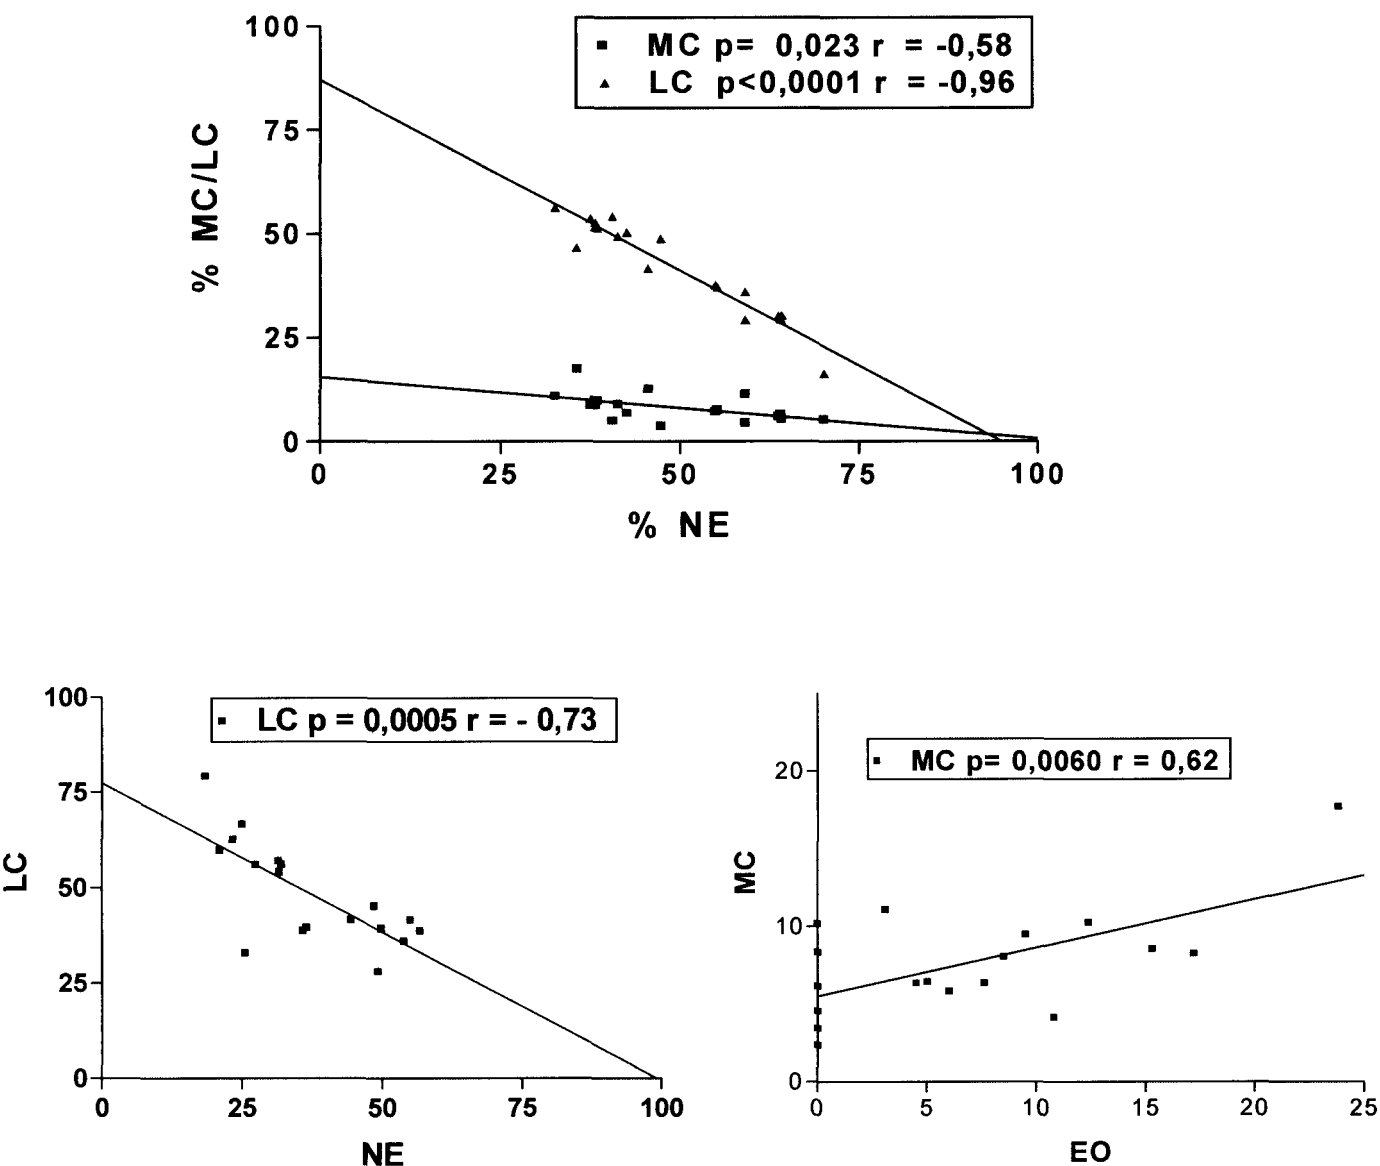 100
75
50
25
0
% MC/LC
MC p= 0,023 r = -0,58
LC p<0,0001 r = -0,96
0 25 50 75 100
% NE
100
75
50
25
0
LC
LC p = 0,0005 r = - 0,73
0 25 50 75 100
NE
20
10
0
MC
MC p= 0,0060 r = 0,62
0 5 10 15 20 25
EO